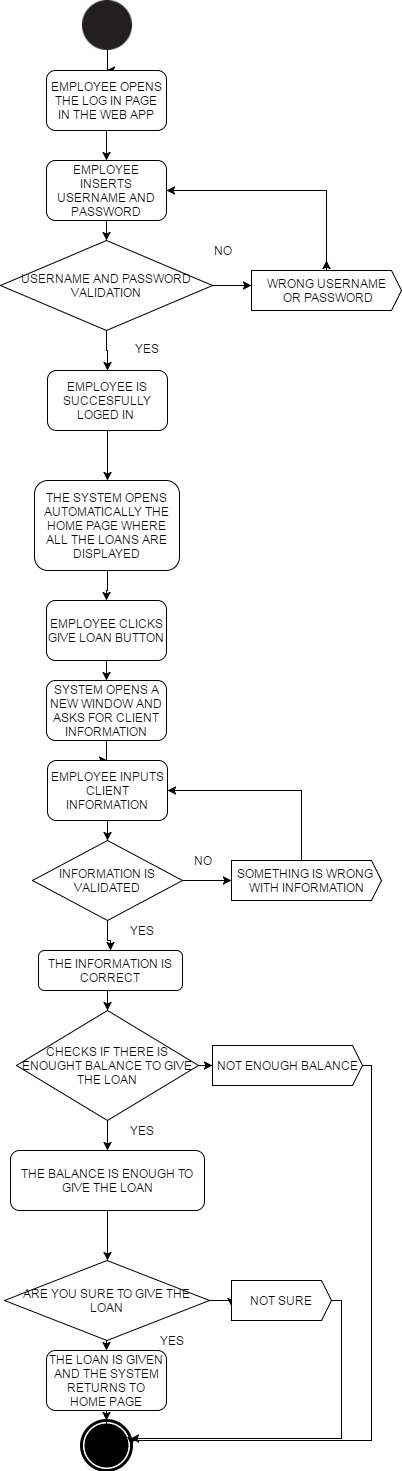 EMPLOYEE OPENS
THE LOG IN PAGE
IN THE WEB APP
EMPLOYEE
INSERTS
USERNAME AND
PASSWORD
USERNAME AND PASSWORD
VALIDATION
NO
WRONG USERNAME
OR PASSWORD
YES
EMPLOYEE IS
SUCCESFULLY
LOGED IN
THE SYSTEM OPENS
AUTOMATICALLY THE
HOME PAGE WHERE
ALL THE LOANS ARE
DISPLAYED
EMPLOYEE CLICKS
GIVE LOAN BUTTON
SYSTEM OPENS A
NEW WINDOW AND
ASKS FOR CLIENT
INFORMATION
EMPLOYEE INPUTS
CLIENT
INFORMATION
INFORMATION IS
VALIDATED
NO
SOMETHING IS WRONG
WITH INFORMATION
YES
THE INFORMATION IS
CORRECT
CHECKS IF THERE IS
ENOUGHT BALANCE TO GIVE
THE LOAN
NOT ENOUGH BALANCE
YES
THE BALANCE IS ENOUGH TO
GIVE THE LOAN
ARE YOU SURE TO GIVE THE
LOAN
NOT SURE
YES
THE LOAN IS GIVEN
AND THE SYSTEM
RETURNS TO
HOME PAGE